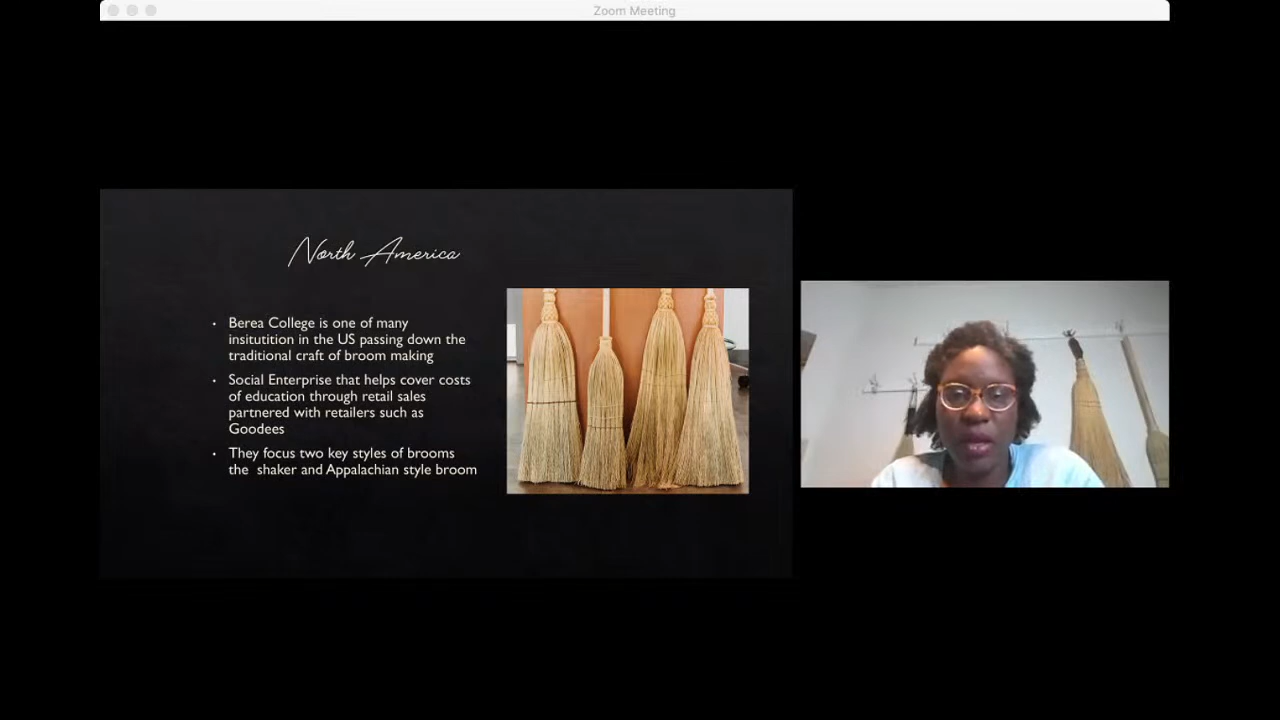 Zoom Meeting
North America
• Berea College is one of many
insitutition in the US passing down the
traditional craft of broom making
• Social Enterprise that helps cover costs
of education through retail sales
partnered with retailers such as
Goodees
• They focus two key styles of brooms
the  shaker and Appalachian style broom